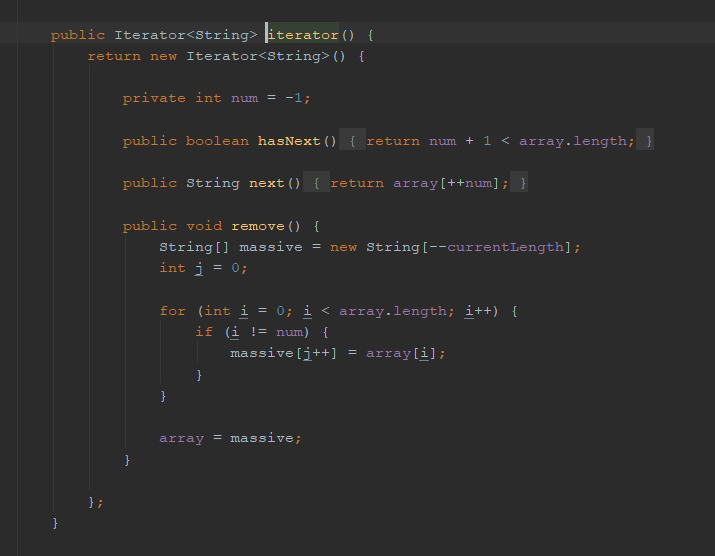 public Iterator<String> iterator() {
return new Iterator<String>() {
private int num = -1;
public boolean hasNext() { return num + 1 < array.length; }
public String next() { return array[++num]; }
public void remove() {
String[] massive = new String[--currentLength];
int j = 0;
for (int i = 0; i < array.length; i++) {
if (i != num) {
massive[j++] = array[i];
}
}
array = massive;
}
};
}